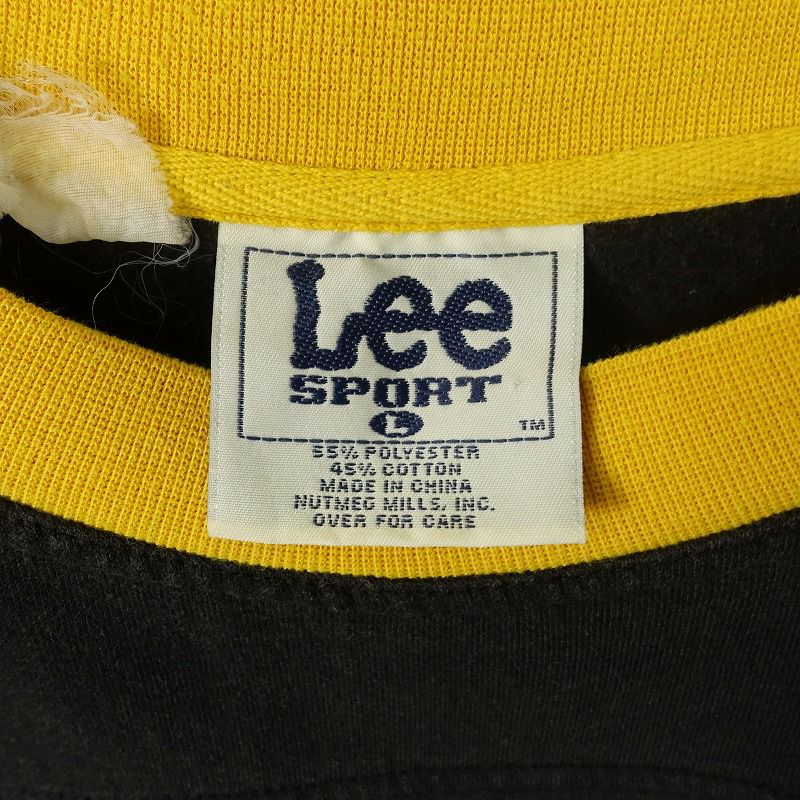 Lee
SPORT
L
TM
55% POLYESTER
45% COTTON
MADE IN CHINA
NUTMEG MILLS, INC.
OVER FOR CARE